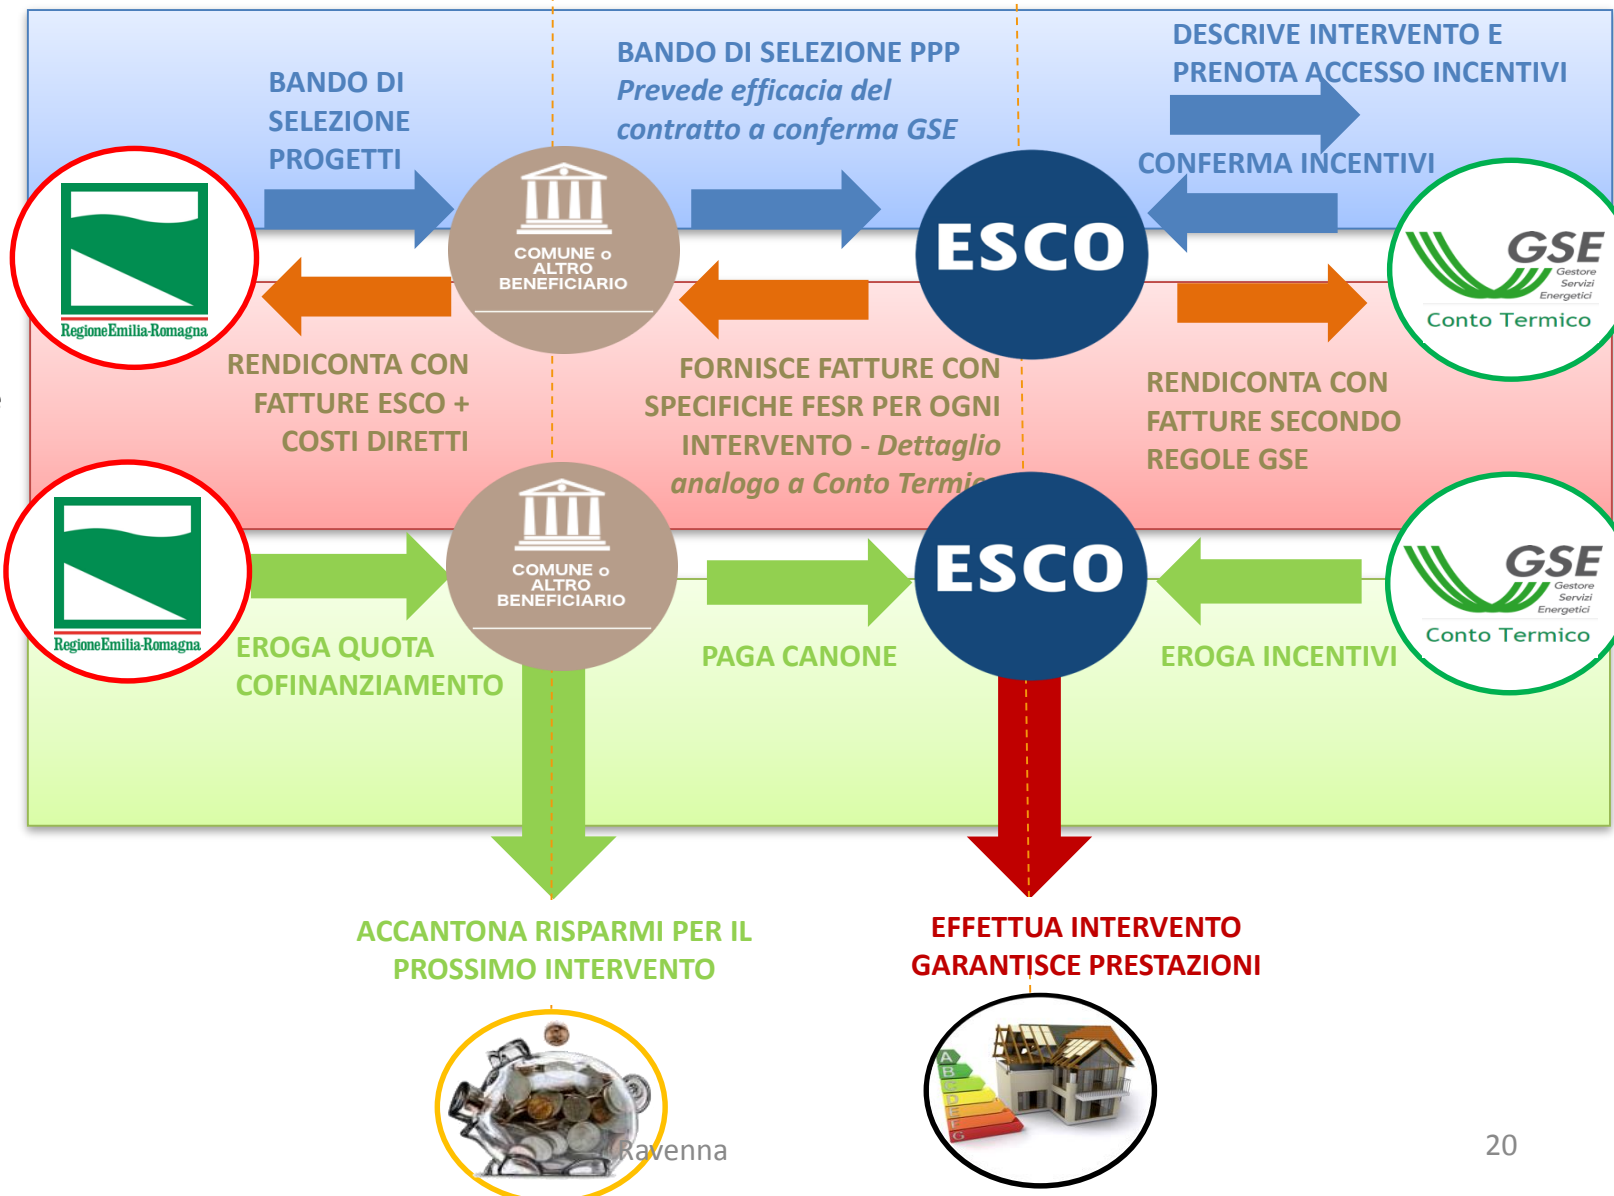 DESCRIVE INTERVENTO E
PRENOTA ACCESSO INCENTIVI
BANDO DI SELEZIONE PPP
Prevede efficacia del
contratto a conferma GSE
BANDO DI
SELEZIONE
PROGETTI
CONFERMA INCENTIVI
RegioneEmilia-Romagna
COMUNE o
ALTRO
BENEFICIARIO
ESCO
GSE
Gestore
Servizi
Energetici
Conto Termico
RENDICONTA CON
FATTURE ESCO +
COSTI DIRETTI
FORNISCE FATTURE CON
SPECIFICHE FESR PER OGNI
INTERVENTO - Dettaglio
analogo a Conto
RENDICONTA CON
FATTURE SECONDO
REGOLE GSE
RegioneEmilia-Romagna
COMUNE o
ALTRO
BENEFICIARIO
ESCO
GSE
Gestore
Servizi
Energetici
Conto Termico
EROGA QUOTA
COFINANZIAMENTO
PAGA CANONE
EROGA INCENTIVI
ACCANTONA RISPARMI PER IL
PROSSIMO INTERVENTO
EFFETTUA INTERVENTO
GARANTISCE PRESTAZIONI
A
B
C
D
E
F
G
Ravenna
20